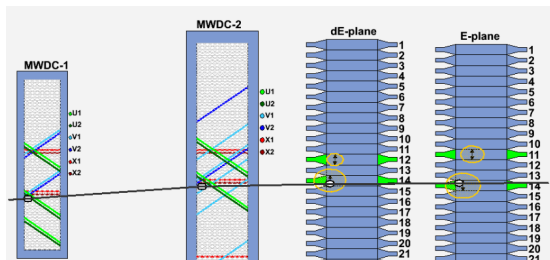 MWDC-1
U1
U2
V1
V2
X1
X2
MWDC-2
U1
U2
V1
V2
X1
X2
dE-plane
1
2
3
4
5
6
7
8
9
10
11
12
13
14
15
16
17
18
19
20
21
E-plane
1
2
3
4
5
6
7
8
9
10
11
12
13
14
15
16
17
18
19
20
21